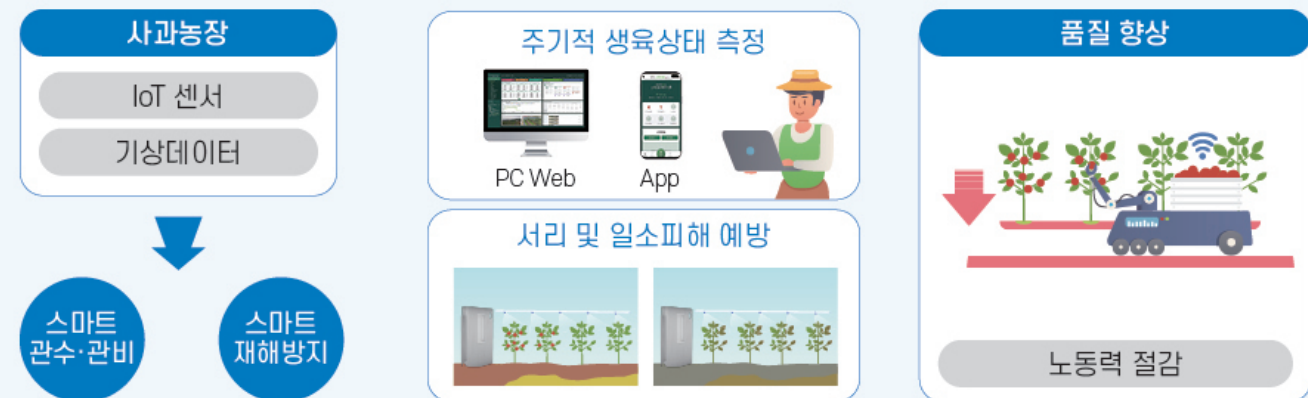 사과농장
IoT 센서
기상데이터
스마트
관수·관비
스마트
재해방지
주기적 생육상태 측정
PC Web
App
서리 및 일소피해 예방
품질 향상
노동력 절감